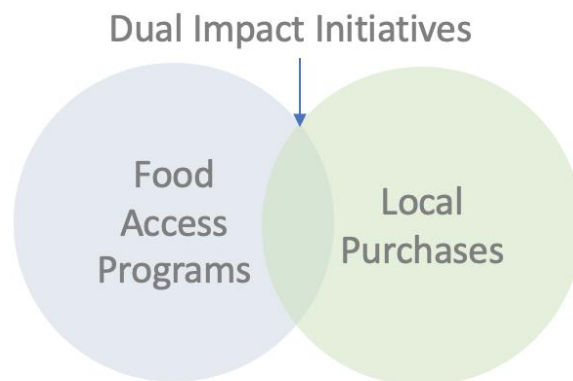 Dual Impact Initiatives
Food
Access
Programs
Local
Purchases